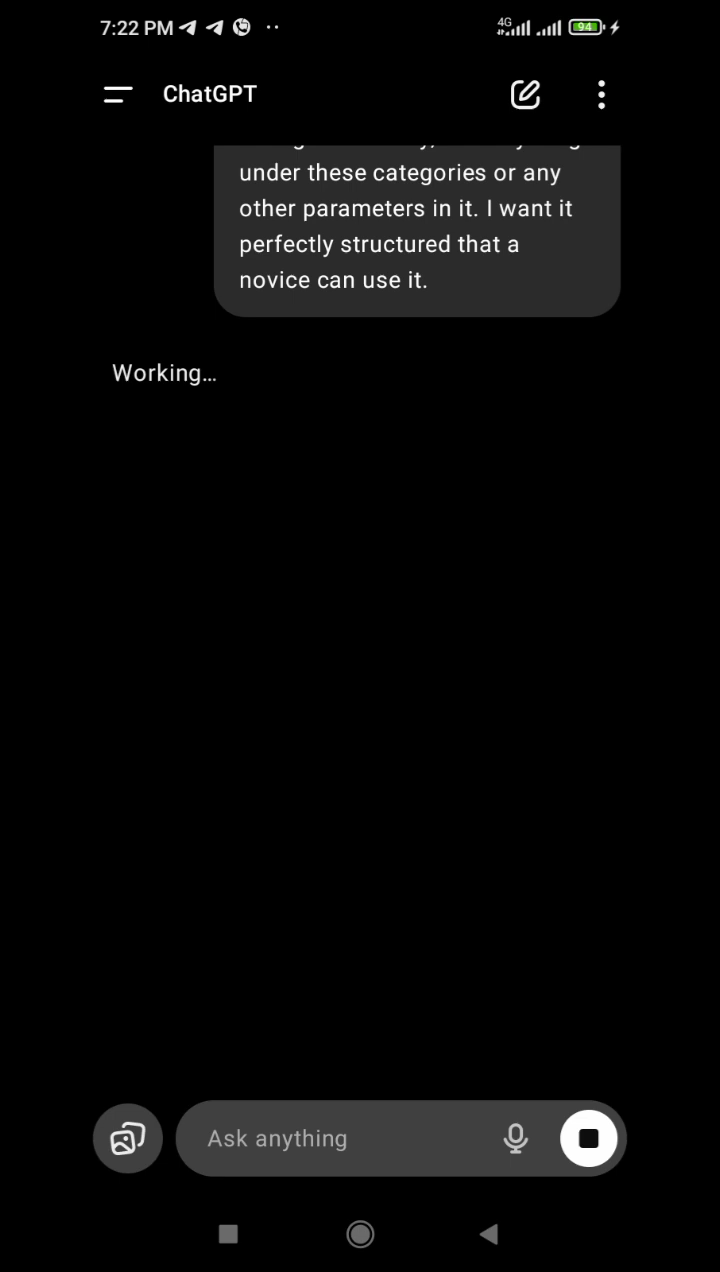 7:22 PM
4G
94
ChatGPT
under these categories or any
other parameters in it. I want it
perfectly structured that a
novice can use it.
Working…
Ask anything